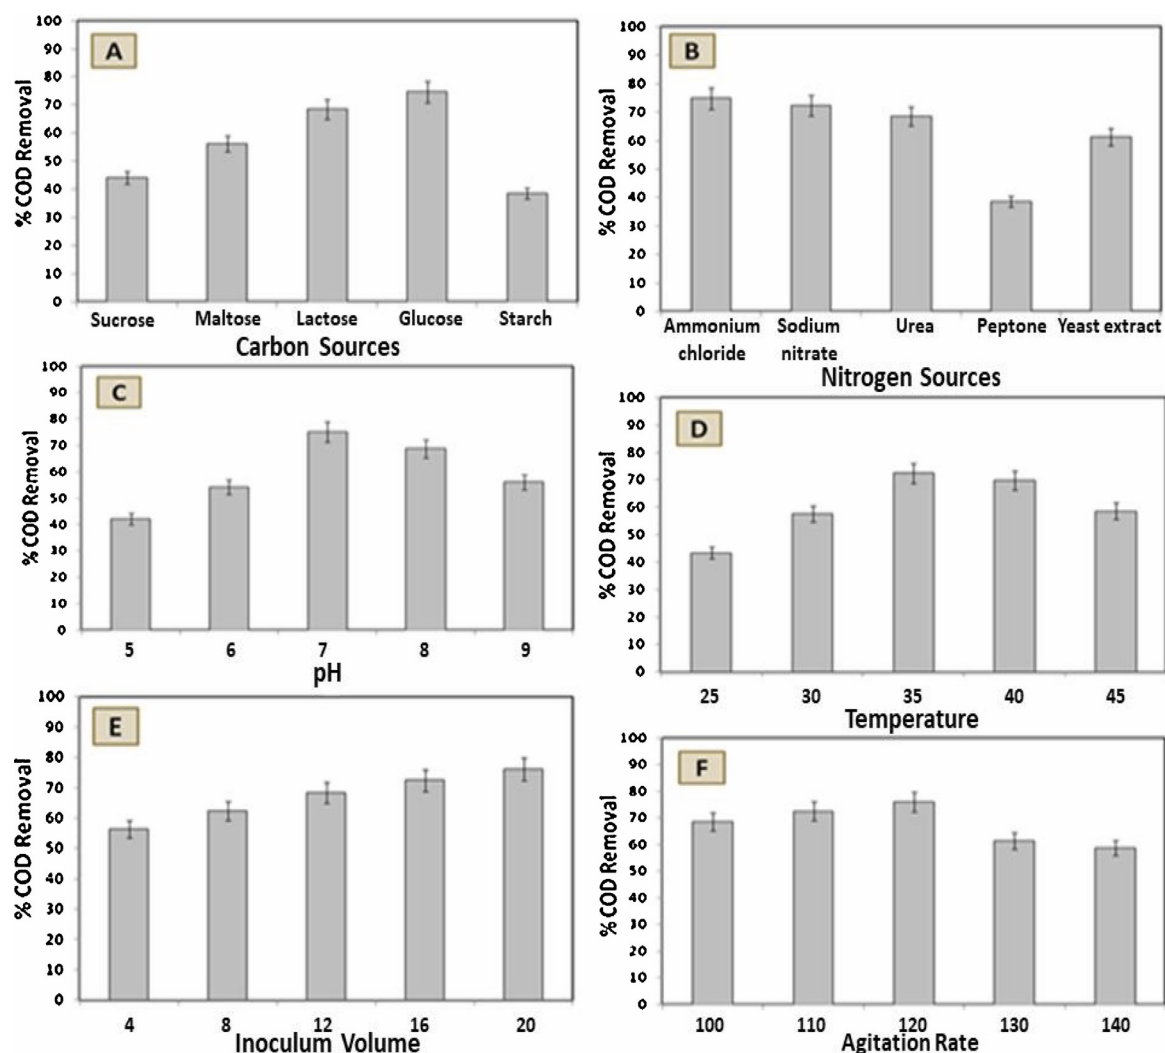 A
% COD Removal
100
90
80
70
60
50
40
30
20
10
0
Sucrose Maltose Lactose Glucose Starch
Carbon Sources
B
% COD Removal
100
90
80
70
60
50
40
30
20
10
0
Ammonium chloride Sodium nitrate Urea Peptone Yeast extract
Nitrogen Sources
C
% COD Removal
100
90
80
70
60
50
40
30
20
10
0
5 6 7 8 9
pH
D
% COD Removal
100
90
80
70
60
50
40
30
20
10
0
25 30 35 40 45
Temperature
E
% COD Removal
100
90
80
70
60
50
40
30
20
10
0
4 8 12 16 20
Inoculum Volume
F
% COD Removal
100
90
80
70
60
50
40
30
20
10
0
100 110 120 130 140
Agitation Rate